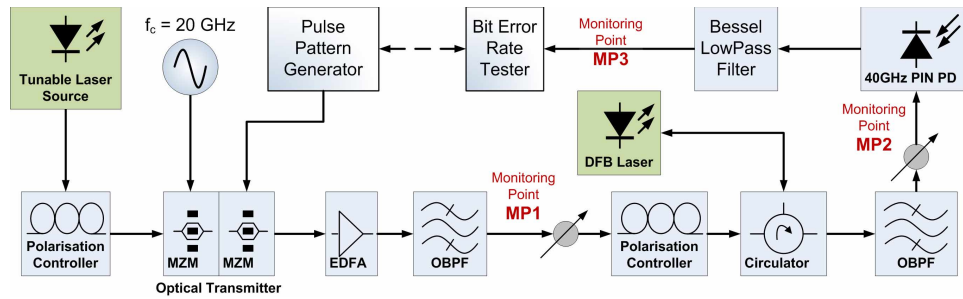 f_c = 20 GHz
Tunable Laser
Source
Pulse
Pattern
Generator
Bit Error
Rate
Tester
Monitoring
Point
MP3
Bessel
LowPass
Filter
40GHz PIN PD
DFB Laser
Monitoring
Point
MP2
Monitoring
Point
MP1
Polarisation
Controller
MZM
MZM
Optical Transmitter
EDFA
OBPF
Polarisation
Controller
Circulator
OBPF